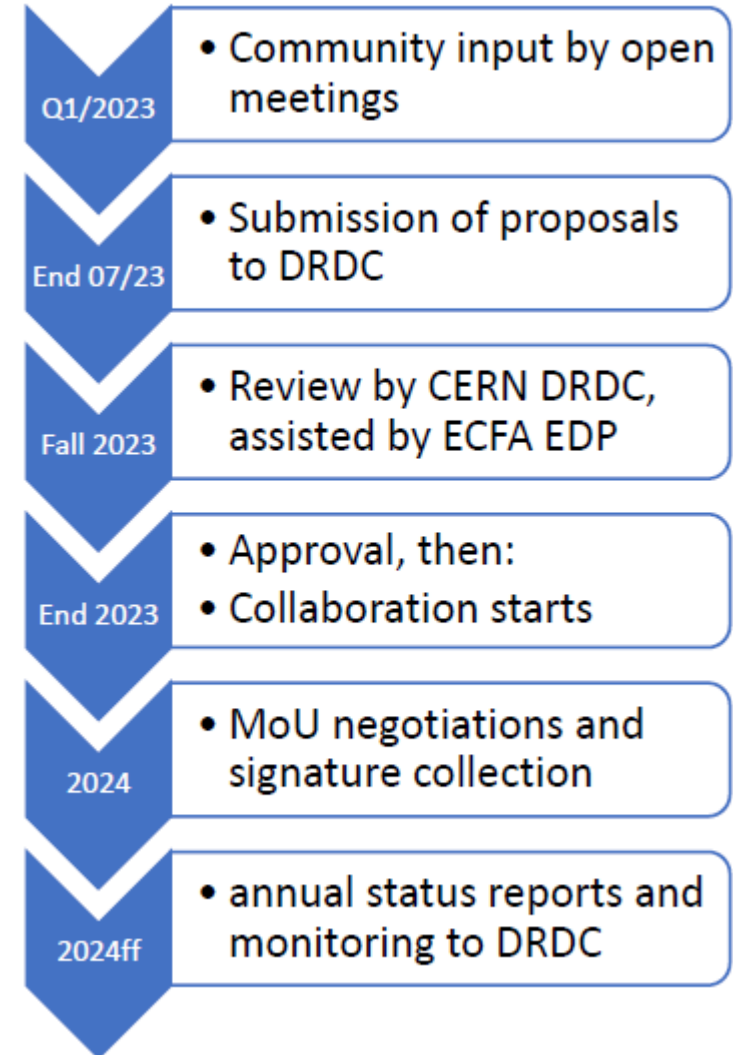 Q1/2023
• Community input by open
meetings
End 07/23
• Submission of proposals
to DRDC
Fall 2023
• Review by CERN DRDC,
assisted by ECFA EDP
End 2023
• Approval, then:
• Collaboration starts
2024
• MoU negotiations and
signature collection
2024ff
• annual status reports and
monitoring to DRDC